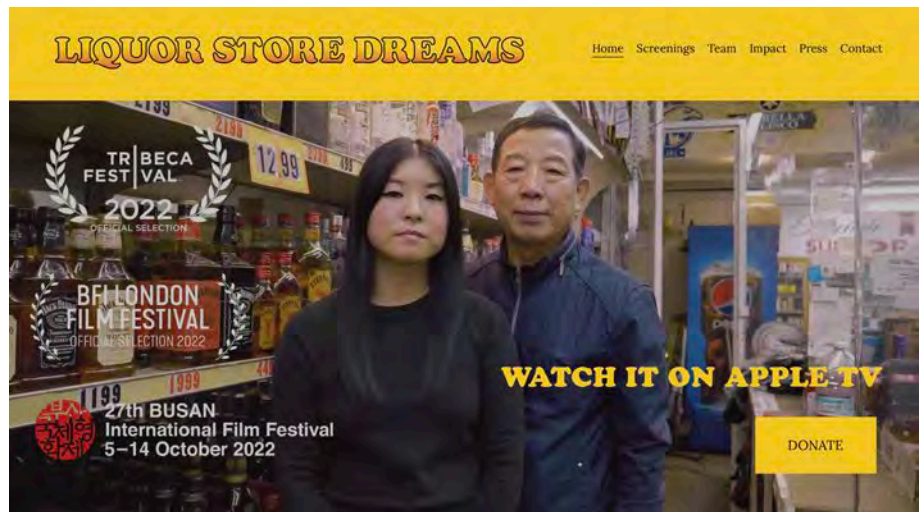 LIQUOR STORE DREAMS
Home Screenings Team Impact Press Contact
2199
12.99
499
TRIBECA
FESTIVAL
2022
OFFICIAL SELECTION
BFI LONDON
FILM FESTIVAL
OFFICIAL SELECTION 2022
WATCH IT ON APPLE TV
1199
1999
27th BUSAN
International Film Festival
5–14 October 2022
DONATE